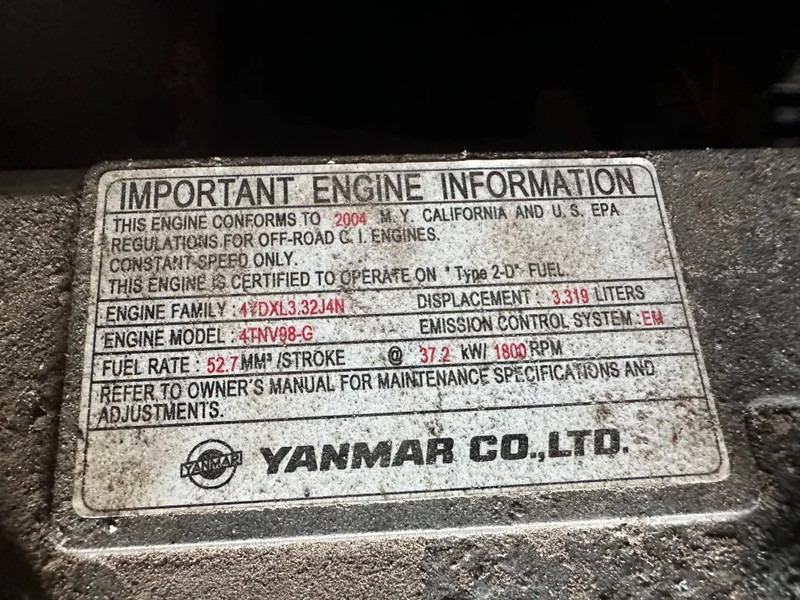 IMPORTANT ENGINE INFORMATION
THIS ENGINE CONFORMS TO 2004 M.Y. CALIFORNIA AND U.S. EPA
REGULATIONS FOR OFF-ROAD C.I. ENGINES.
CONSTANT SPEED ONLY.
THIS ENGINE IS CERTIFIED TO OPERATE ON "Type 2-D" FUEL.
ENGINE FAMILY : 4YDXL3.32J4N DISPLACEMENT : 3.319 LITERS
ENGINE MODEL : 4TNV98-G EMISSION CONTROL SYSTEM : EM
FUEL RATE : 52.7 MM³/STROKE @ 37.2 kW/ 1800 RPM
REFER TO OWNER'S MANUAL FOR MAINTENANCE SPECIFICATIONS AND
ADJUSTMENTS.
YANMAR YANMAR CO.,LTD.